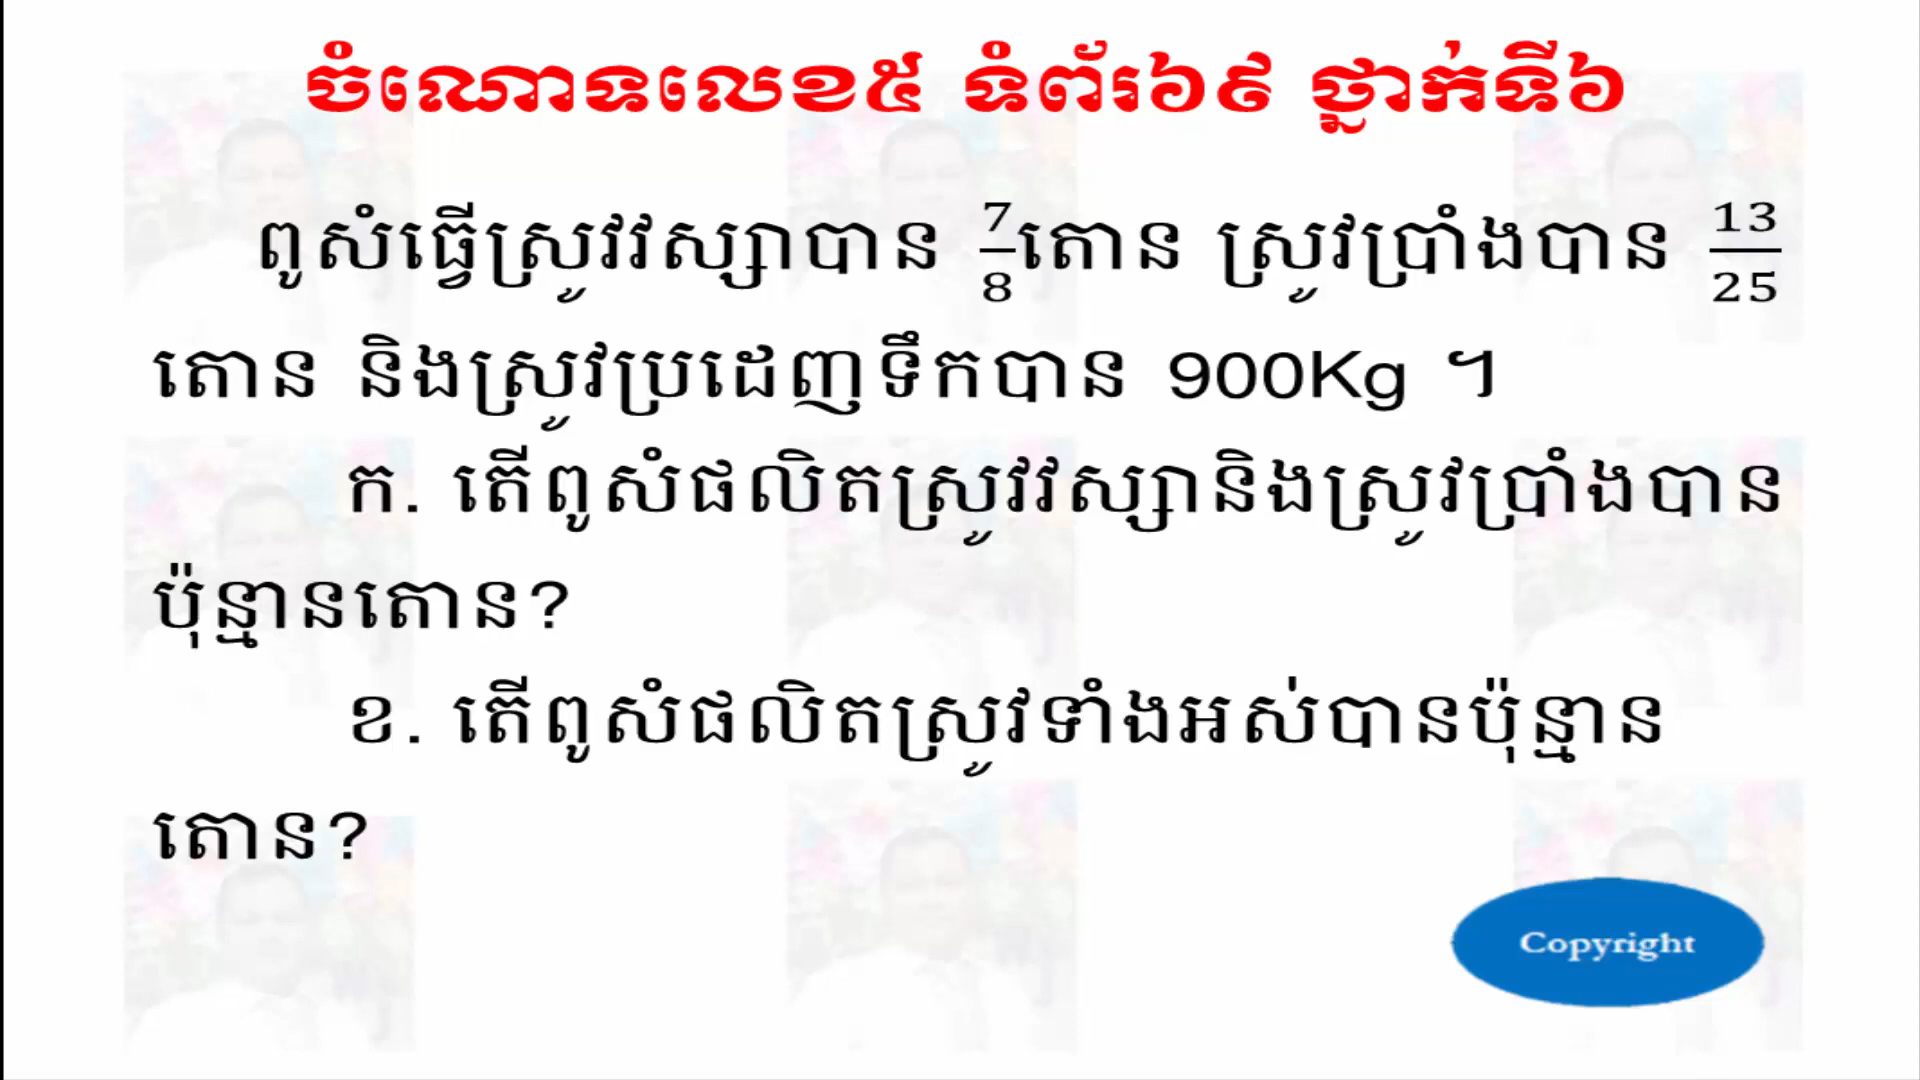 ចំណោទលេខ៥ ទំព័រ៦៩ ថ្នាក់ទី៦
ពូសំធ្វើស្រូវវស្សាបាន 7/8តោន ស្រូវប្រាំងបាន 13/25
តោន និងស្រូវប្រដេញទឹកបាន 900Kg ។
ក. តើពូសំផលិតស្រូវវស្សានិងស្រូវប្រាំងបាន
ប៉ុន្មានតោន?
ខ. តើពូសំផលិតស្រូវទាំងអស់បានប៉ុន្មាន
តោន?
Copyright